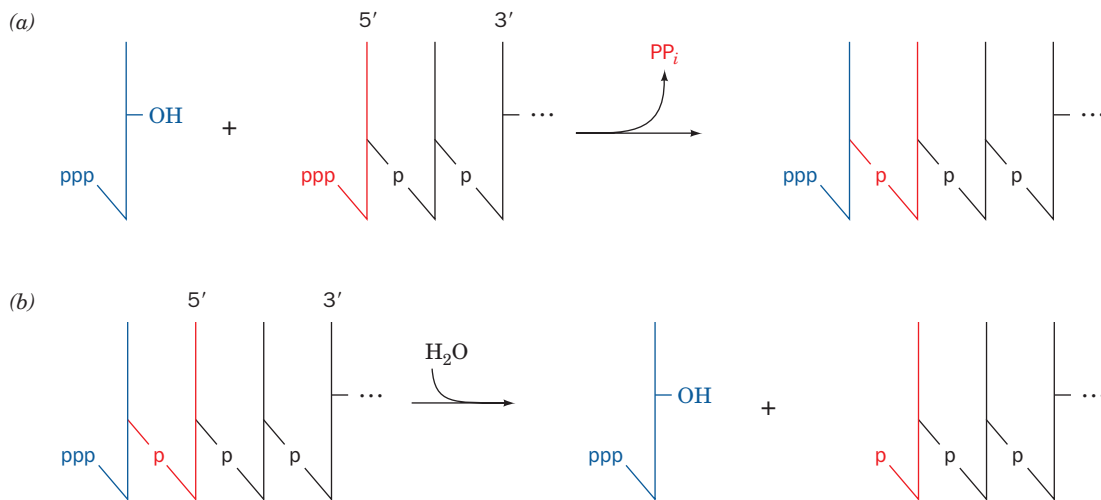 (a)
5′ 3′
PPi
OH + ... ...
ppp ppp p p ppp p p p
(b)
5′ 3′
H₂O
... OH + ...
ppp p p p ppp p p p